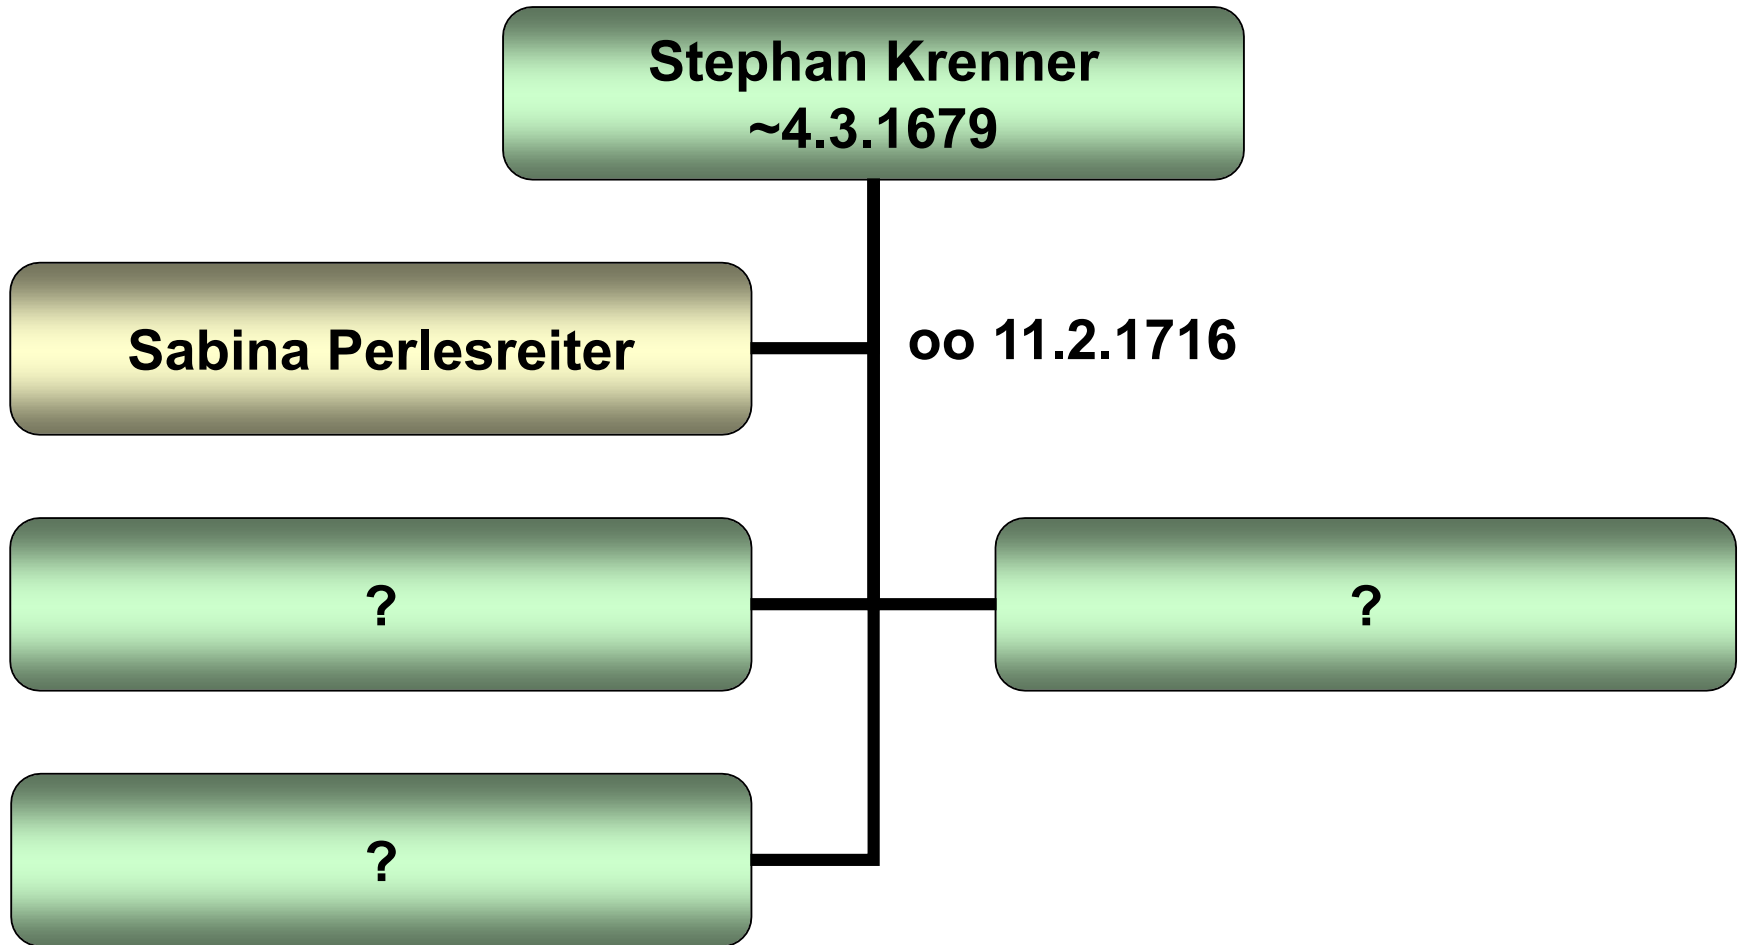 Stephan Krenner
~4.3.1679
Sabina Perlesreiter
oo 11.2.1716
?
?
?